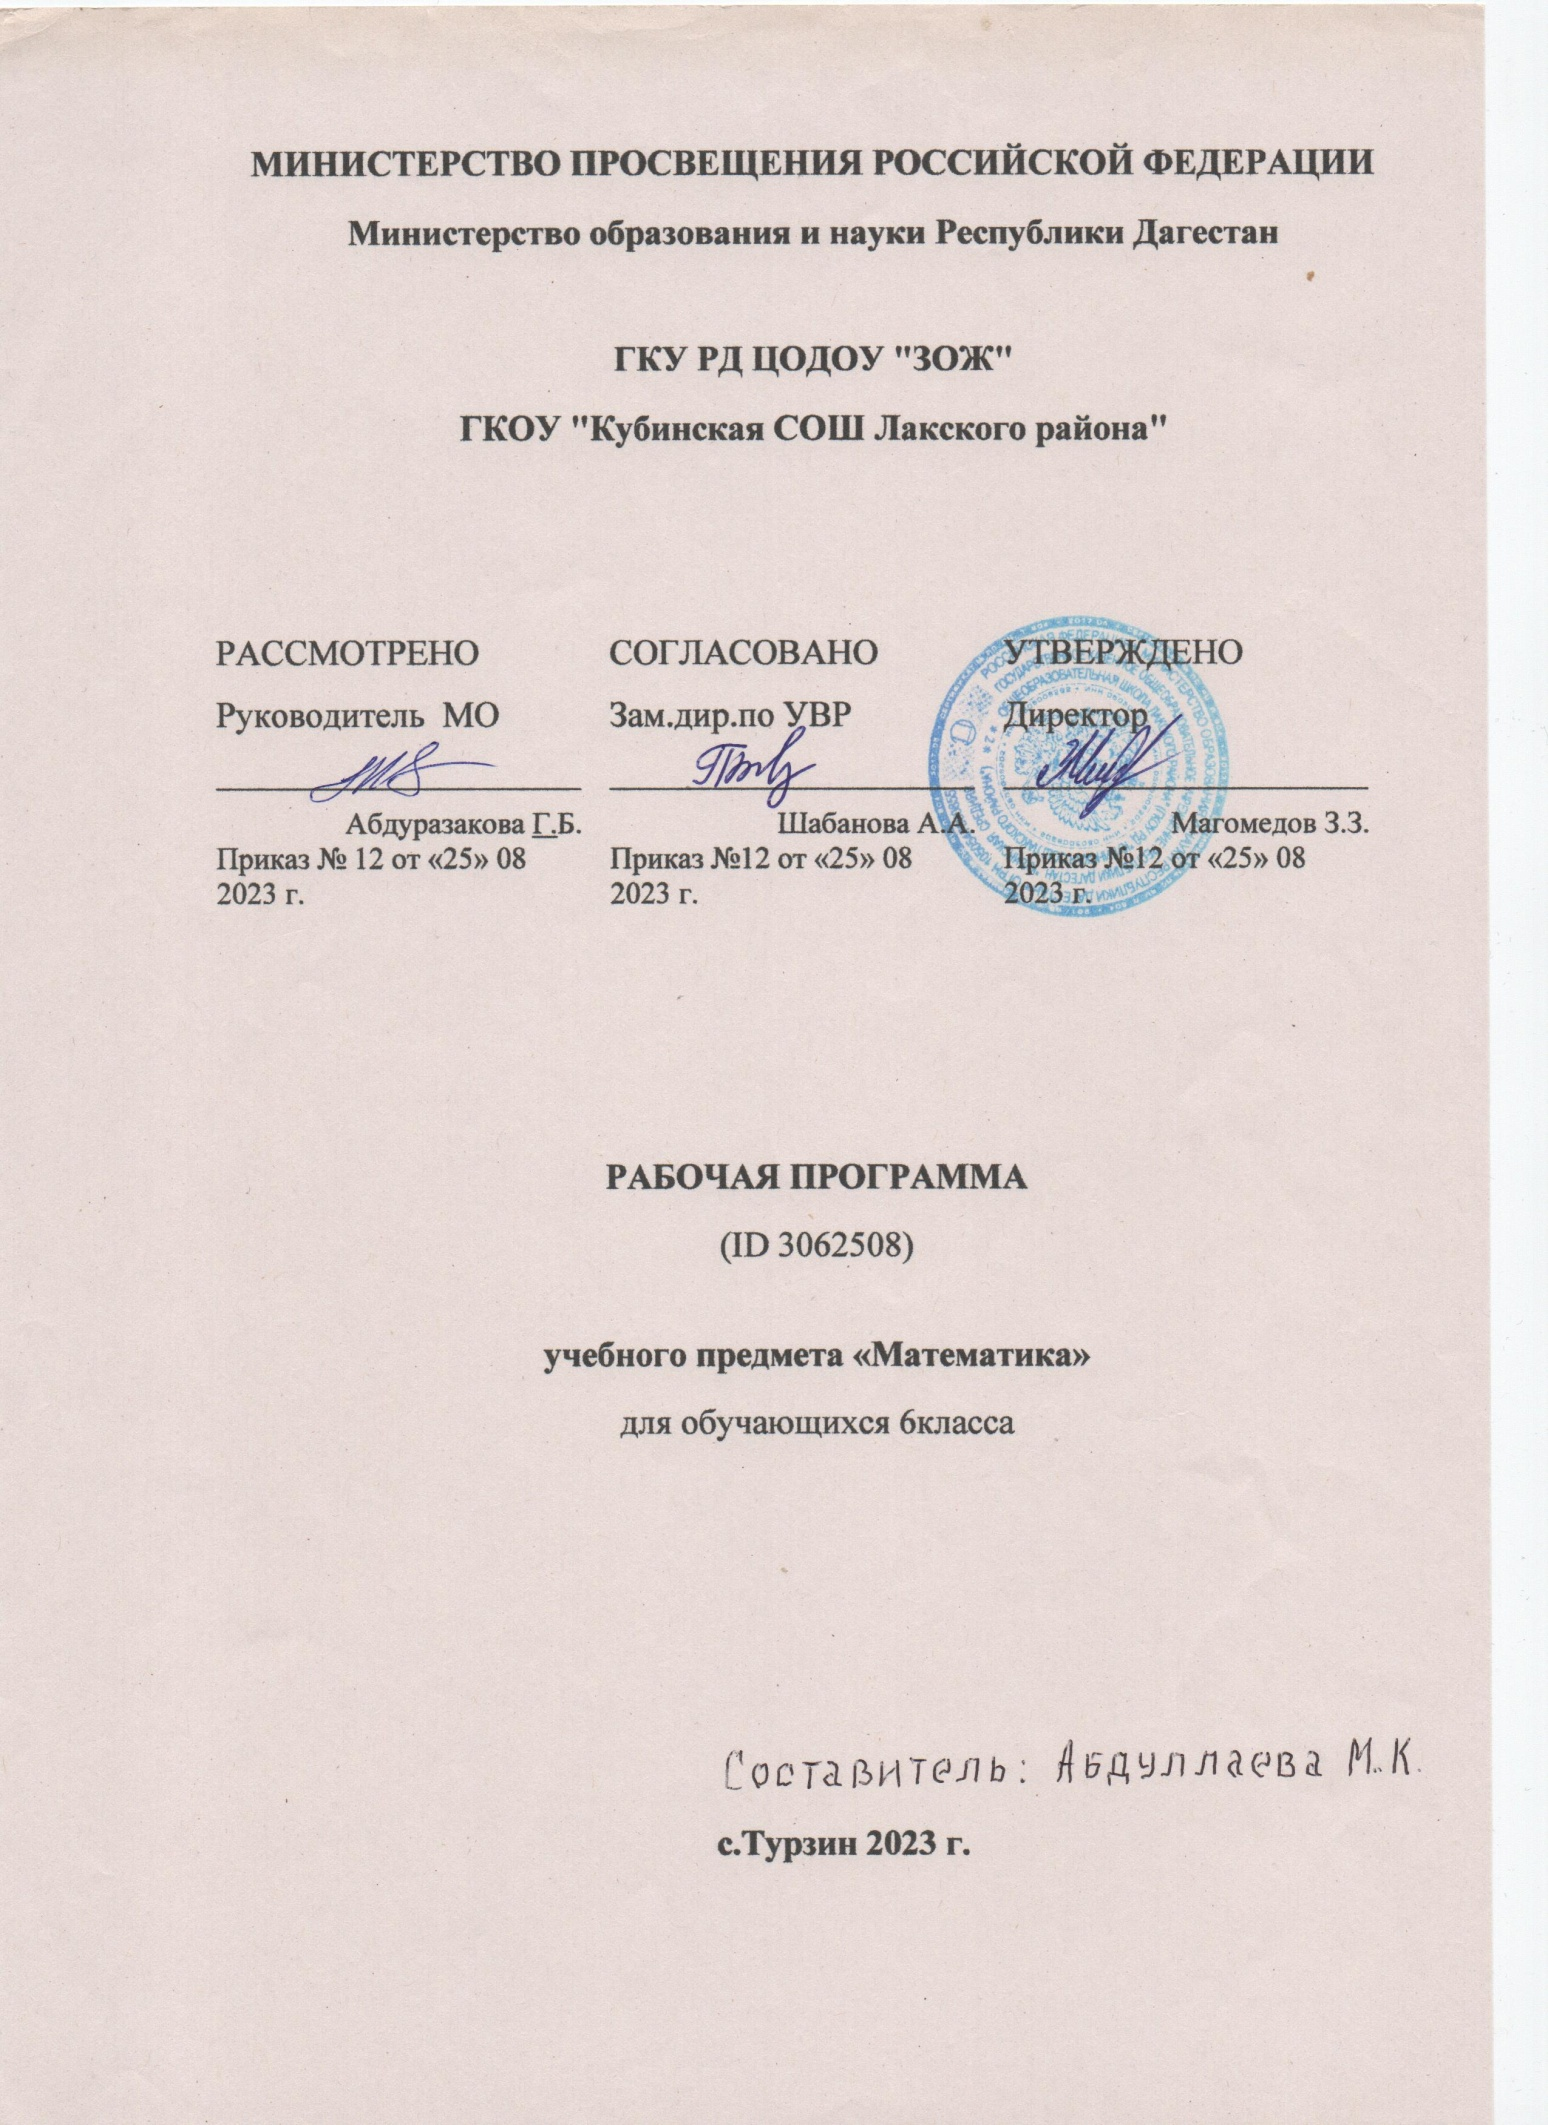 МИНИСТЕРСТВО ПРОСВЕЩЕНИЯ РОССИЙСКОЙ ФЕДЕРАЦИИ
Министерство образования и науки Республики Дагестан
ГКУ РД ЦОДОУ "ЗОЖ"
ГКОУ "Кубинская СОШ Лакского района"
РАССМОТРЕНО
Руководитель МО
Абдуразакова Г.Б.
Приказ № 12 от «25» 08
2023 г.
СОГЛАСОВАНО
Зам.дир.по УВР
Шабанова А.А.
Приказ №12 от «25» 08
2023 г.
УТВЕРЖДЕНО
Директор
Магомедов З.З.
Приказ №12 от «25» 08
2023 г.
РАБОЧАЯ ПРОГРАММА
(ID 3062508)
учебного предмета «Математика»
для обучающихся 6класса
Составитель: Абдуллаева М.К.
с.Турзин 2023 г.